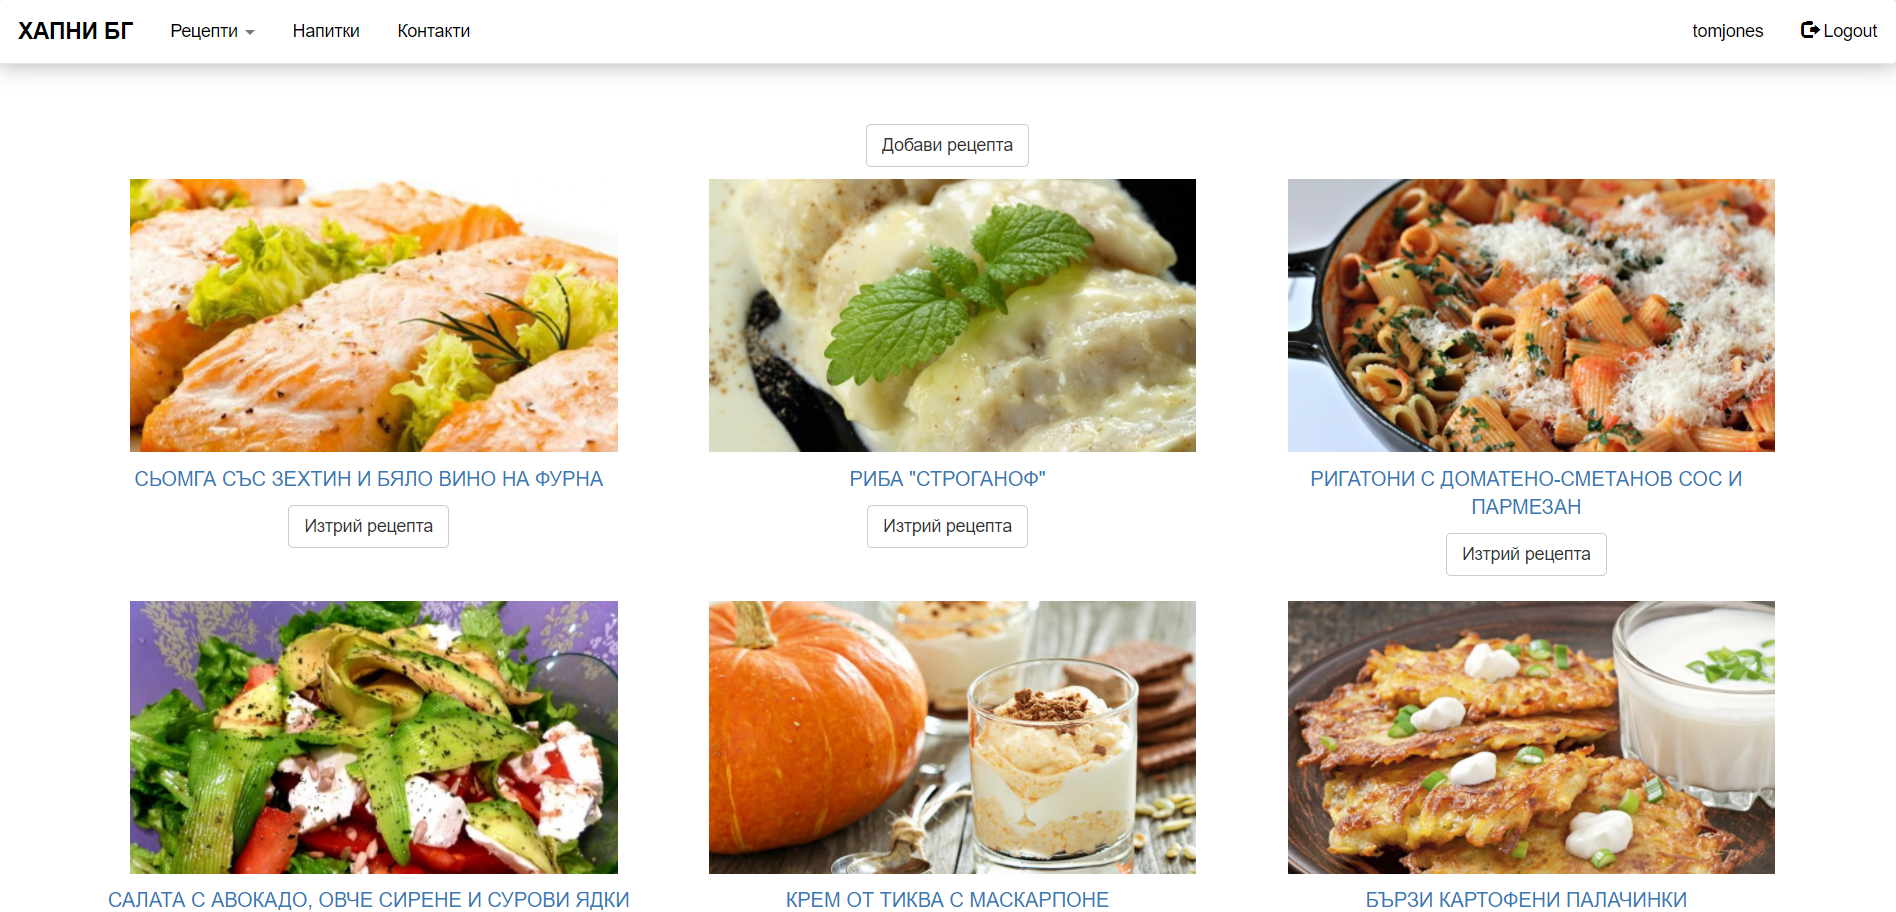 ХАПНИ БГ Рецепти Напитки Контакти tomjones Logout
Добави рецепта
СЬОМГА СЪС ЗЕХТИН И БЯЛО ВИНО НА ФУРНА
Изтрий рецепта
РИБА "СТРОГАНОФ"
Изтрий рецепта
РИГАТОНИ С ДОМАТЕНО-СМЕТАНОВ СОС И
ПАРМЕЗАН
Изтрий рецепта
САЛАТА С АВОКАДО, ОВЧЕ СИРЕНЕ И СУРОВИ ЯДКИ
КРЕМ ОТ ТИКВА С МАСКАРПОНЕ
БЪРЗИ КАРТОФЕНИ ПАЛАЧИНКИ